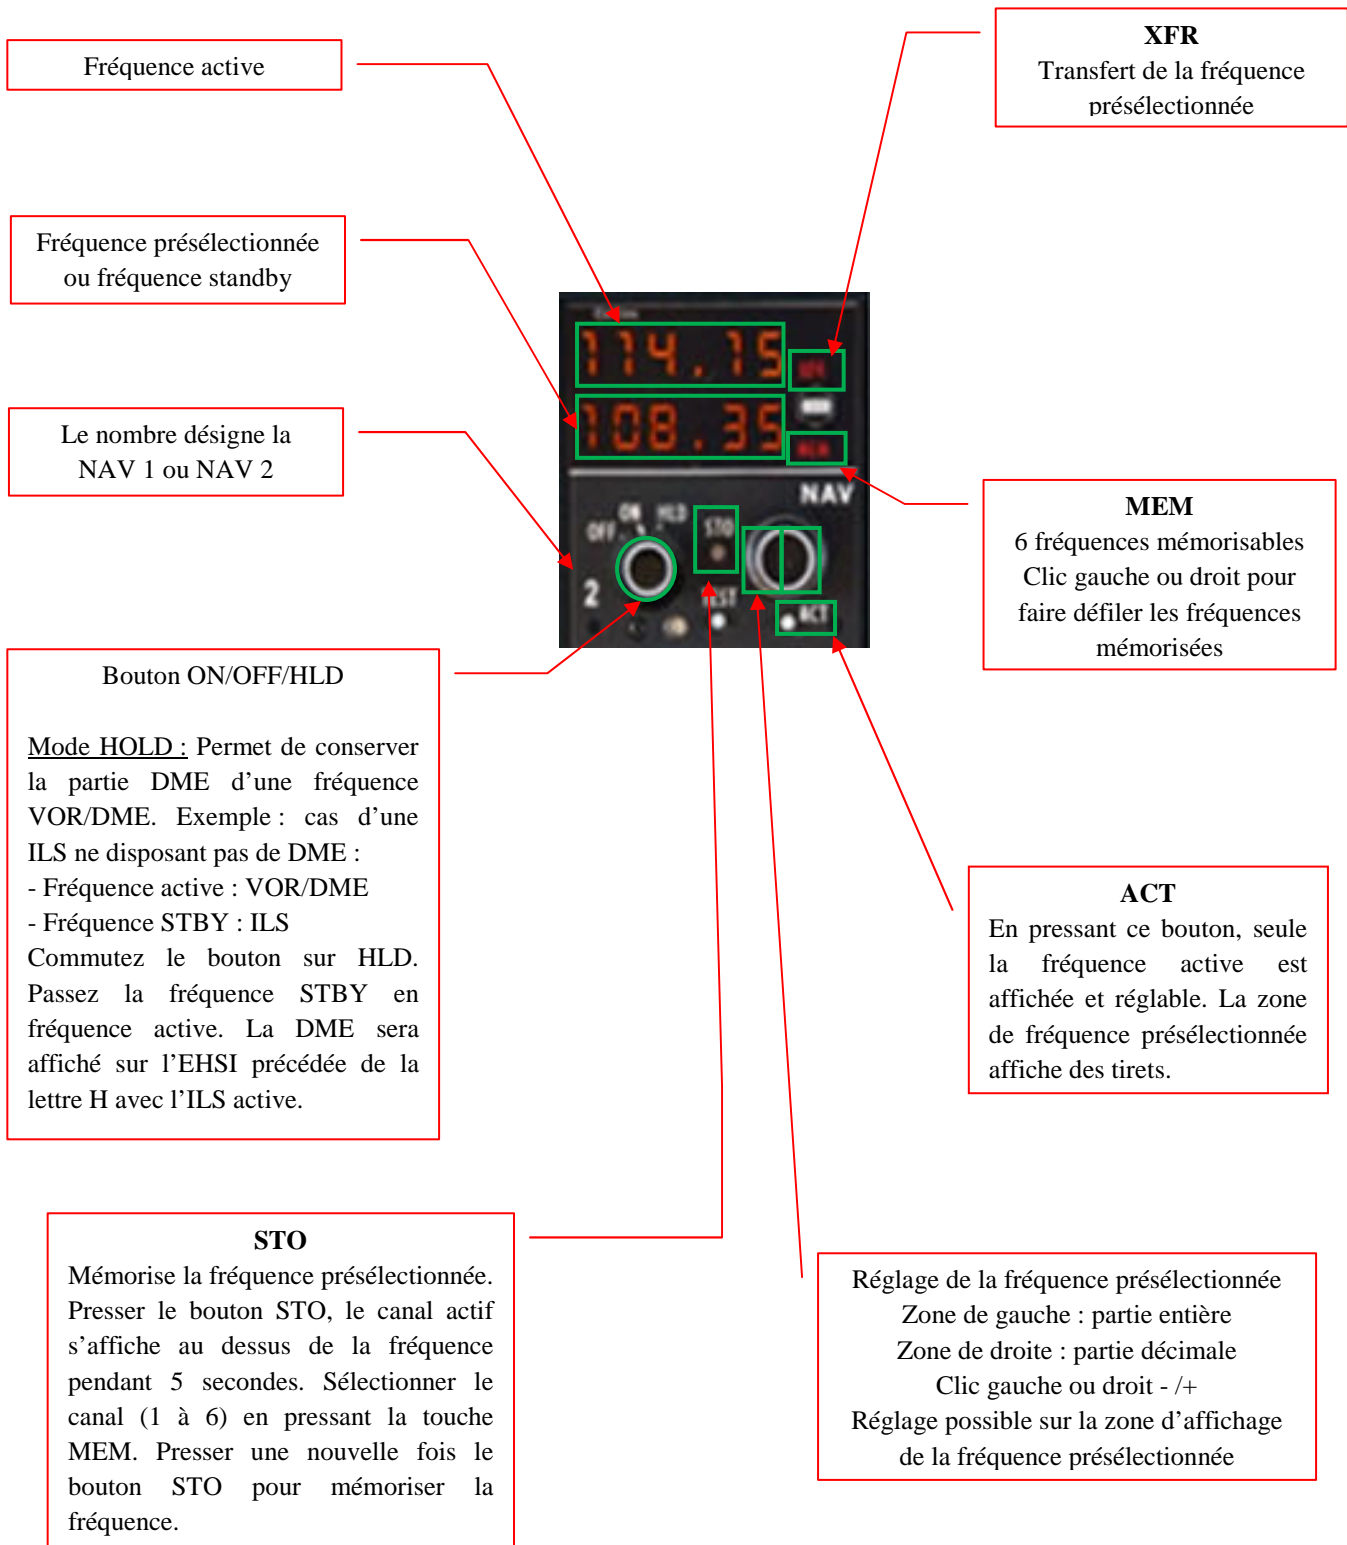 Fréquence active
XFR
Transfert de la fréquence
présélectionnée
Fréquence présélectionnée
ou fréquence standby
114.15
108.35
Le nombre désigne la
NAV 1 ou NAV 2
NAV
OFF
ON
HLD
STO
2
TEST
ACT
MEM
6 fréquences mémorisables
Clic gauche ou droit pour
faire défiler les fréquences
mémorisées
Bouton ON/OFF/HLD
Mode HOLD : Permet de conserver
la partie DME d’une fréquence
VOR/DME. Exemple : cas d’une
ILS ne disposant pas de DME :
- Fréquence active : VOR/DME
- Fréquence STBY : ILS
Commutez le bouton sur HLD.
Passez la fréquence STBY en
fréquence active. La DME sera
affiché sur l’EHSI précédée de la
lettre H avec l’ILS active.
ACT
En pressant ce bouton, seule
la fréquence active est
affichée et réglable. La zone
de fréquence présélectionnée
affiche des tirets.
STO
Mémorise la fréquence présélectionnée.
Presser le bouton STO, le canal actif
s’affiche au dessus de la fréquence
pendant 5 secondes. Sélectionner le
canal (1 à 6) en pressant la touche
MEM. Presser une nouvelle fois le
bouton STO pour mémoriser la
fréquence.
Réglage de la fréquence présélectionnée
Zone de gauche : partie entière
Zone de droite : partie décimale
Clic gauche ou droit - /+
Réglage possible sur la zone d’affichage
de la fréquence présélectionnée